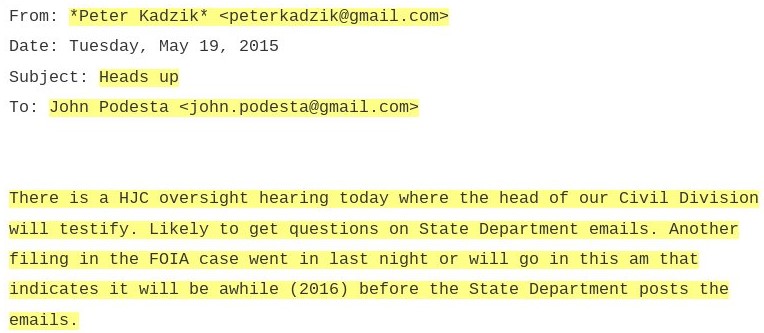 From: *Peter Kadzik* <peterkadzik@gmail.com>
Date: Tuesday, May 19, 2015
Subject: Heads up
To: John Podesta <john.podesta@gmail.com>
There is a HJC oversight hearing today where the head of our Civil Division
will testify. Likely to get questions on State Department emails. Another
filing in the FOIA case went in last night or will go in this am that
indicates it will be awhile (2016) before the State Department posts the
emails.